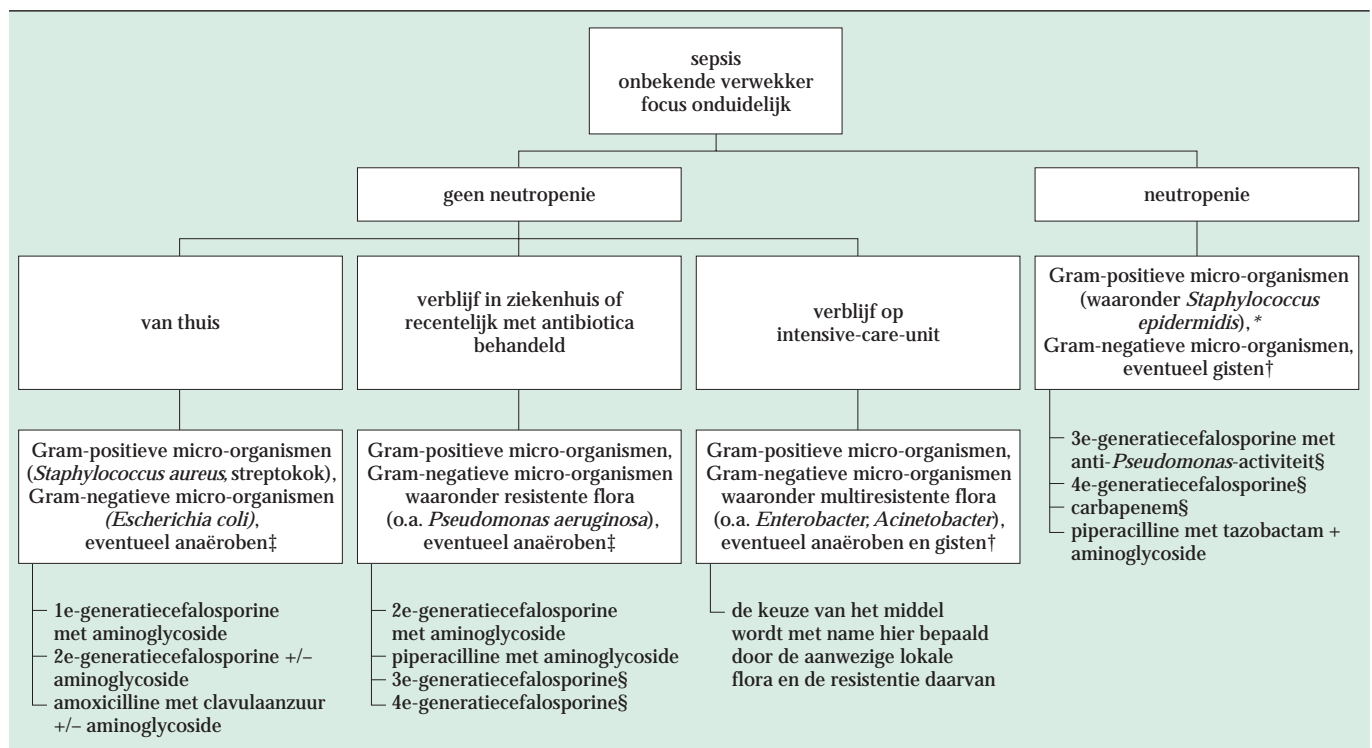 sepsis
onbekende verwekker
focus onduidelijk
geen neutropenie
neutropenie
van thuis
verblijf in ziekenhuis of
recentelijk met antibiotica
behandeld
verblijf op
intensive-care-unit
Gram-positieve micro-organismen
(waaronder Staphylococcus
epidermidis),*
Gram-negatieve micro-organismen,
eventueel gisten†
Gram-positieve micro-organismen
(Staphylococcus aureus, streptokok),
Gram-negatieve micro-organismen
(Escherichia coli),
eventueel anaëroben‡
Gram-positieve micro-organismen,
Gram-negatieve micro-organismen
waaronder resistente flora
(o.a. Pseudomonas aeruginosa),
eventueel anaëroben‡
Gram-positieve micro-organismen,
Gram-negatieve micro-organismen
waaronder multiresistente flora
(o.a. Enterobacter, Acinetobacter),
eventueel anaëroben en gisten†
3e-generatiecefalosporine met
anti-Pseudomonas-activiteit§
4e-generatiecefalosporine§
carbapenem§
piperacilline met tazobactam +
aminoglycoside
1e-generatiecefalosporine
met aminoglycoside
2e-generatiecefalosporine +/–
aminoglycoside
amoxicilline met clavulaanzuur
+/– aminoglycoside
2e-generatiecefalosporine
met aminoglycoside
piperacilline met aminoglycoside
3e-generatiecefalosporine§
4e-generatiecefalosporine§
de keuze van het middel
wordt met name hier bepaald
door de aanwezige lokale
flora en de resistentie daarvan